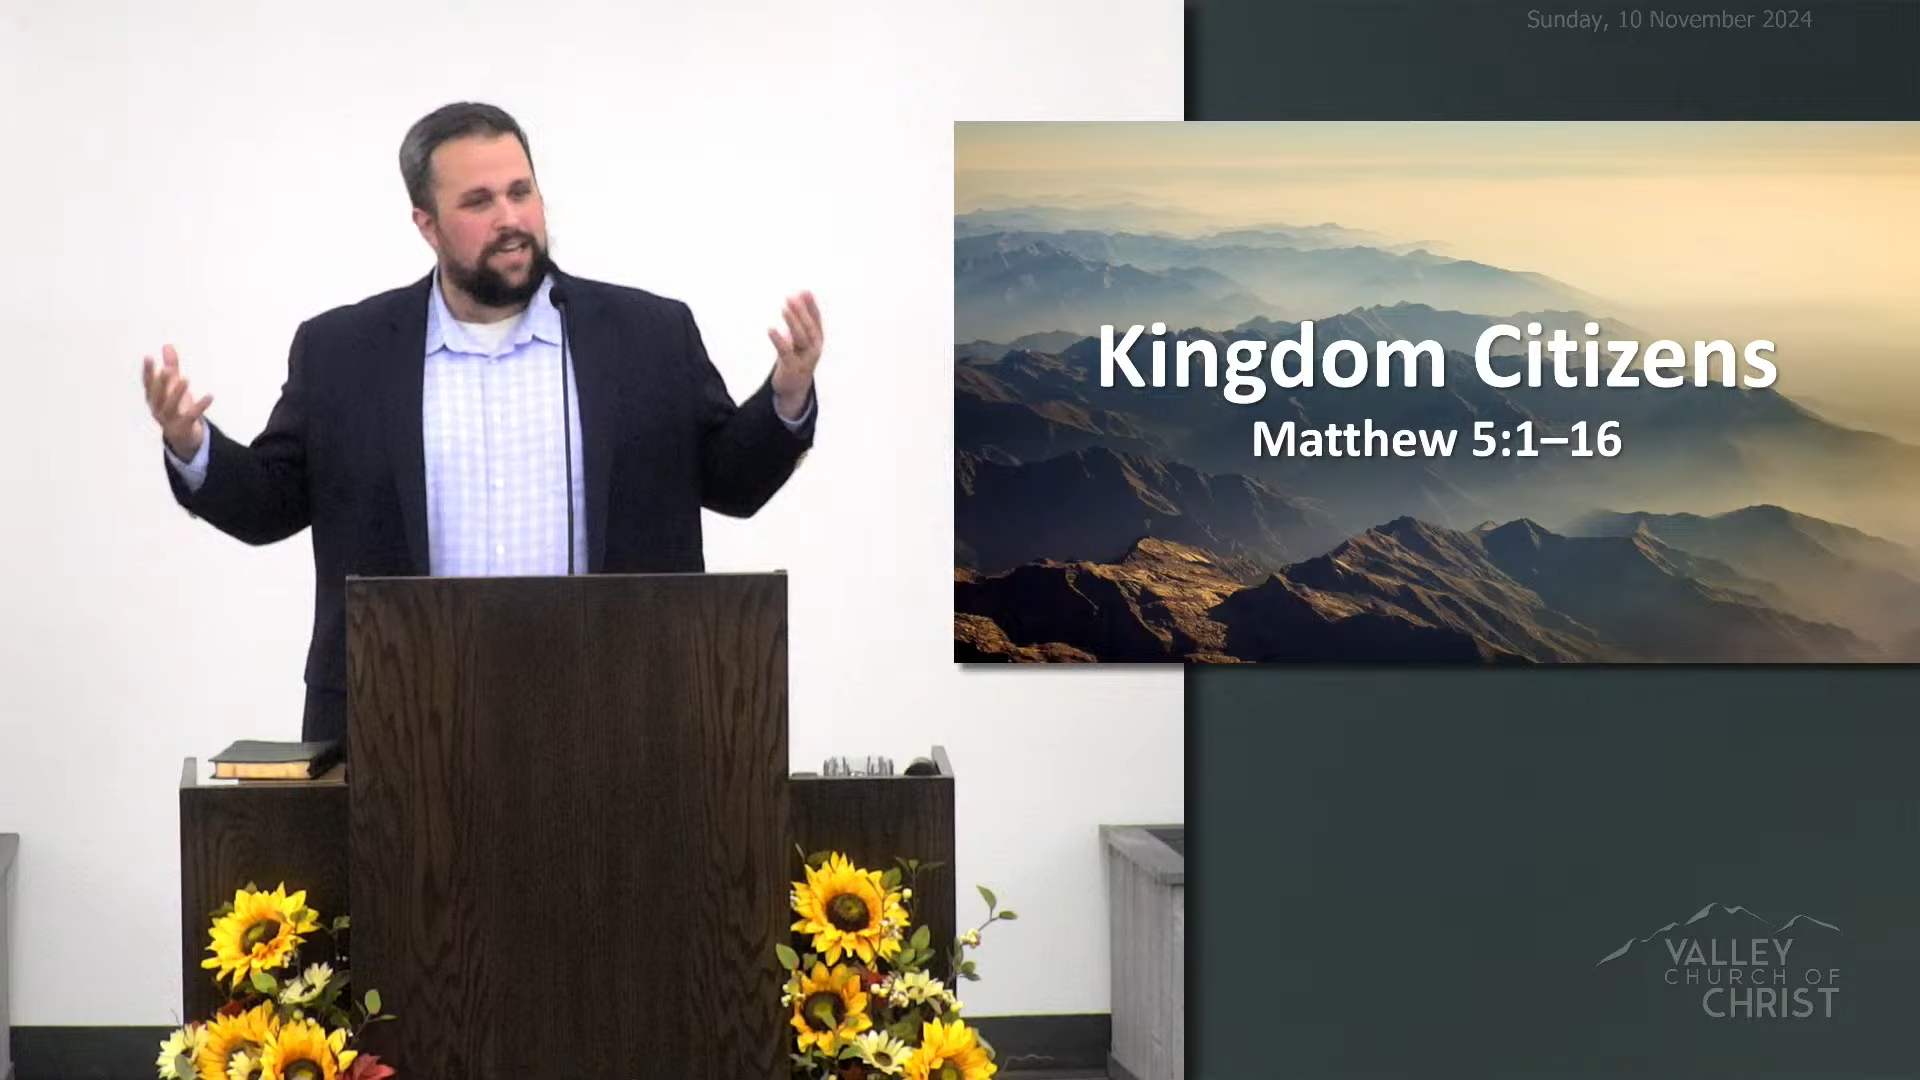 Sunday, 10 November 2024
Kingdom Citizens
Matthew 5:1–16
VALLEY
CHURCH OF
CHRIST